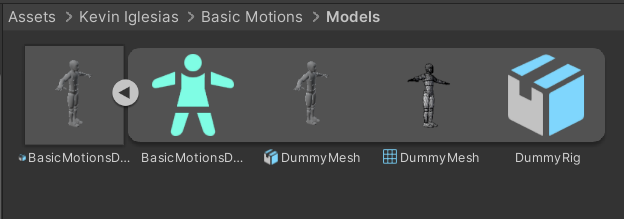 Assets > Kevin Iglesias > Basic Motions > Models
BasicMotionsD... BasicMotionsD... DummyMesh DummyMesh DummyRig